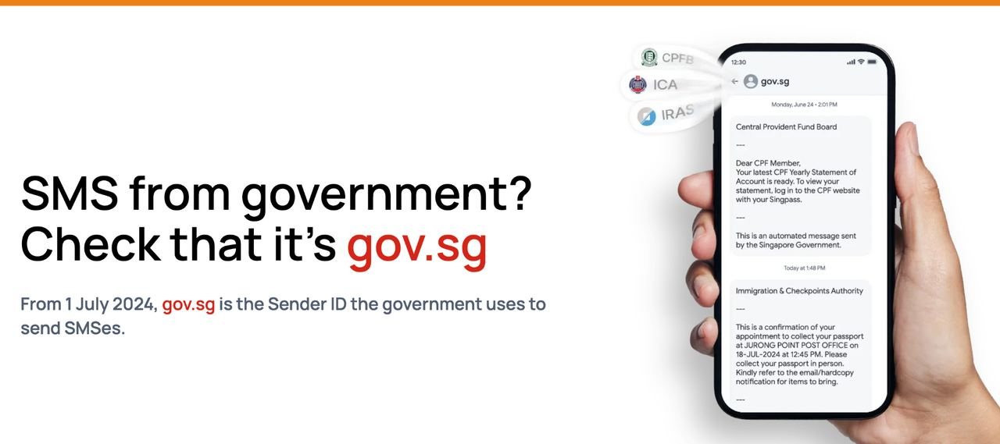 SMS from government?
Check that it's gov.sg
From 1 July 2024, gov.sg is the Sender ID the government uses to
send SMSes.
CPFB
ICA
IRAS
12:30
gov.sg
Monday, June 24 • 2:01 PM
Central Provident Fund Board
---
Dear CPF Member,
Your latest CPF Yearly Statement of
Account is ready. To view your
statement, log in to the CPF website
with your Singpass.
---
This is an automated message sent
by the Singapore Government.
Today at 1:48 PM
Immigration & Checkpoints Authority
---
This is a confirmation of your
appointment to collect your passport
at JURONG POINT POST OFFICE on
18-JUL-2024 at 12:45 PM. Please
collect your passport in person.
Kindly refer to the email/hardcopy
notification for items to bring.
---